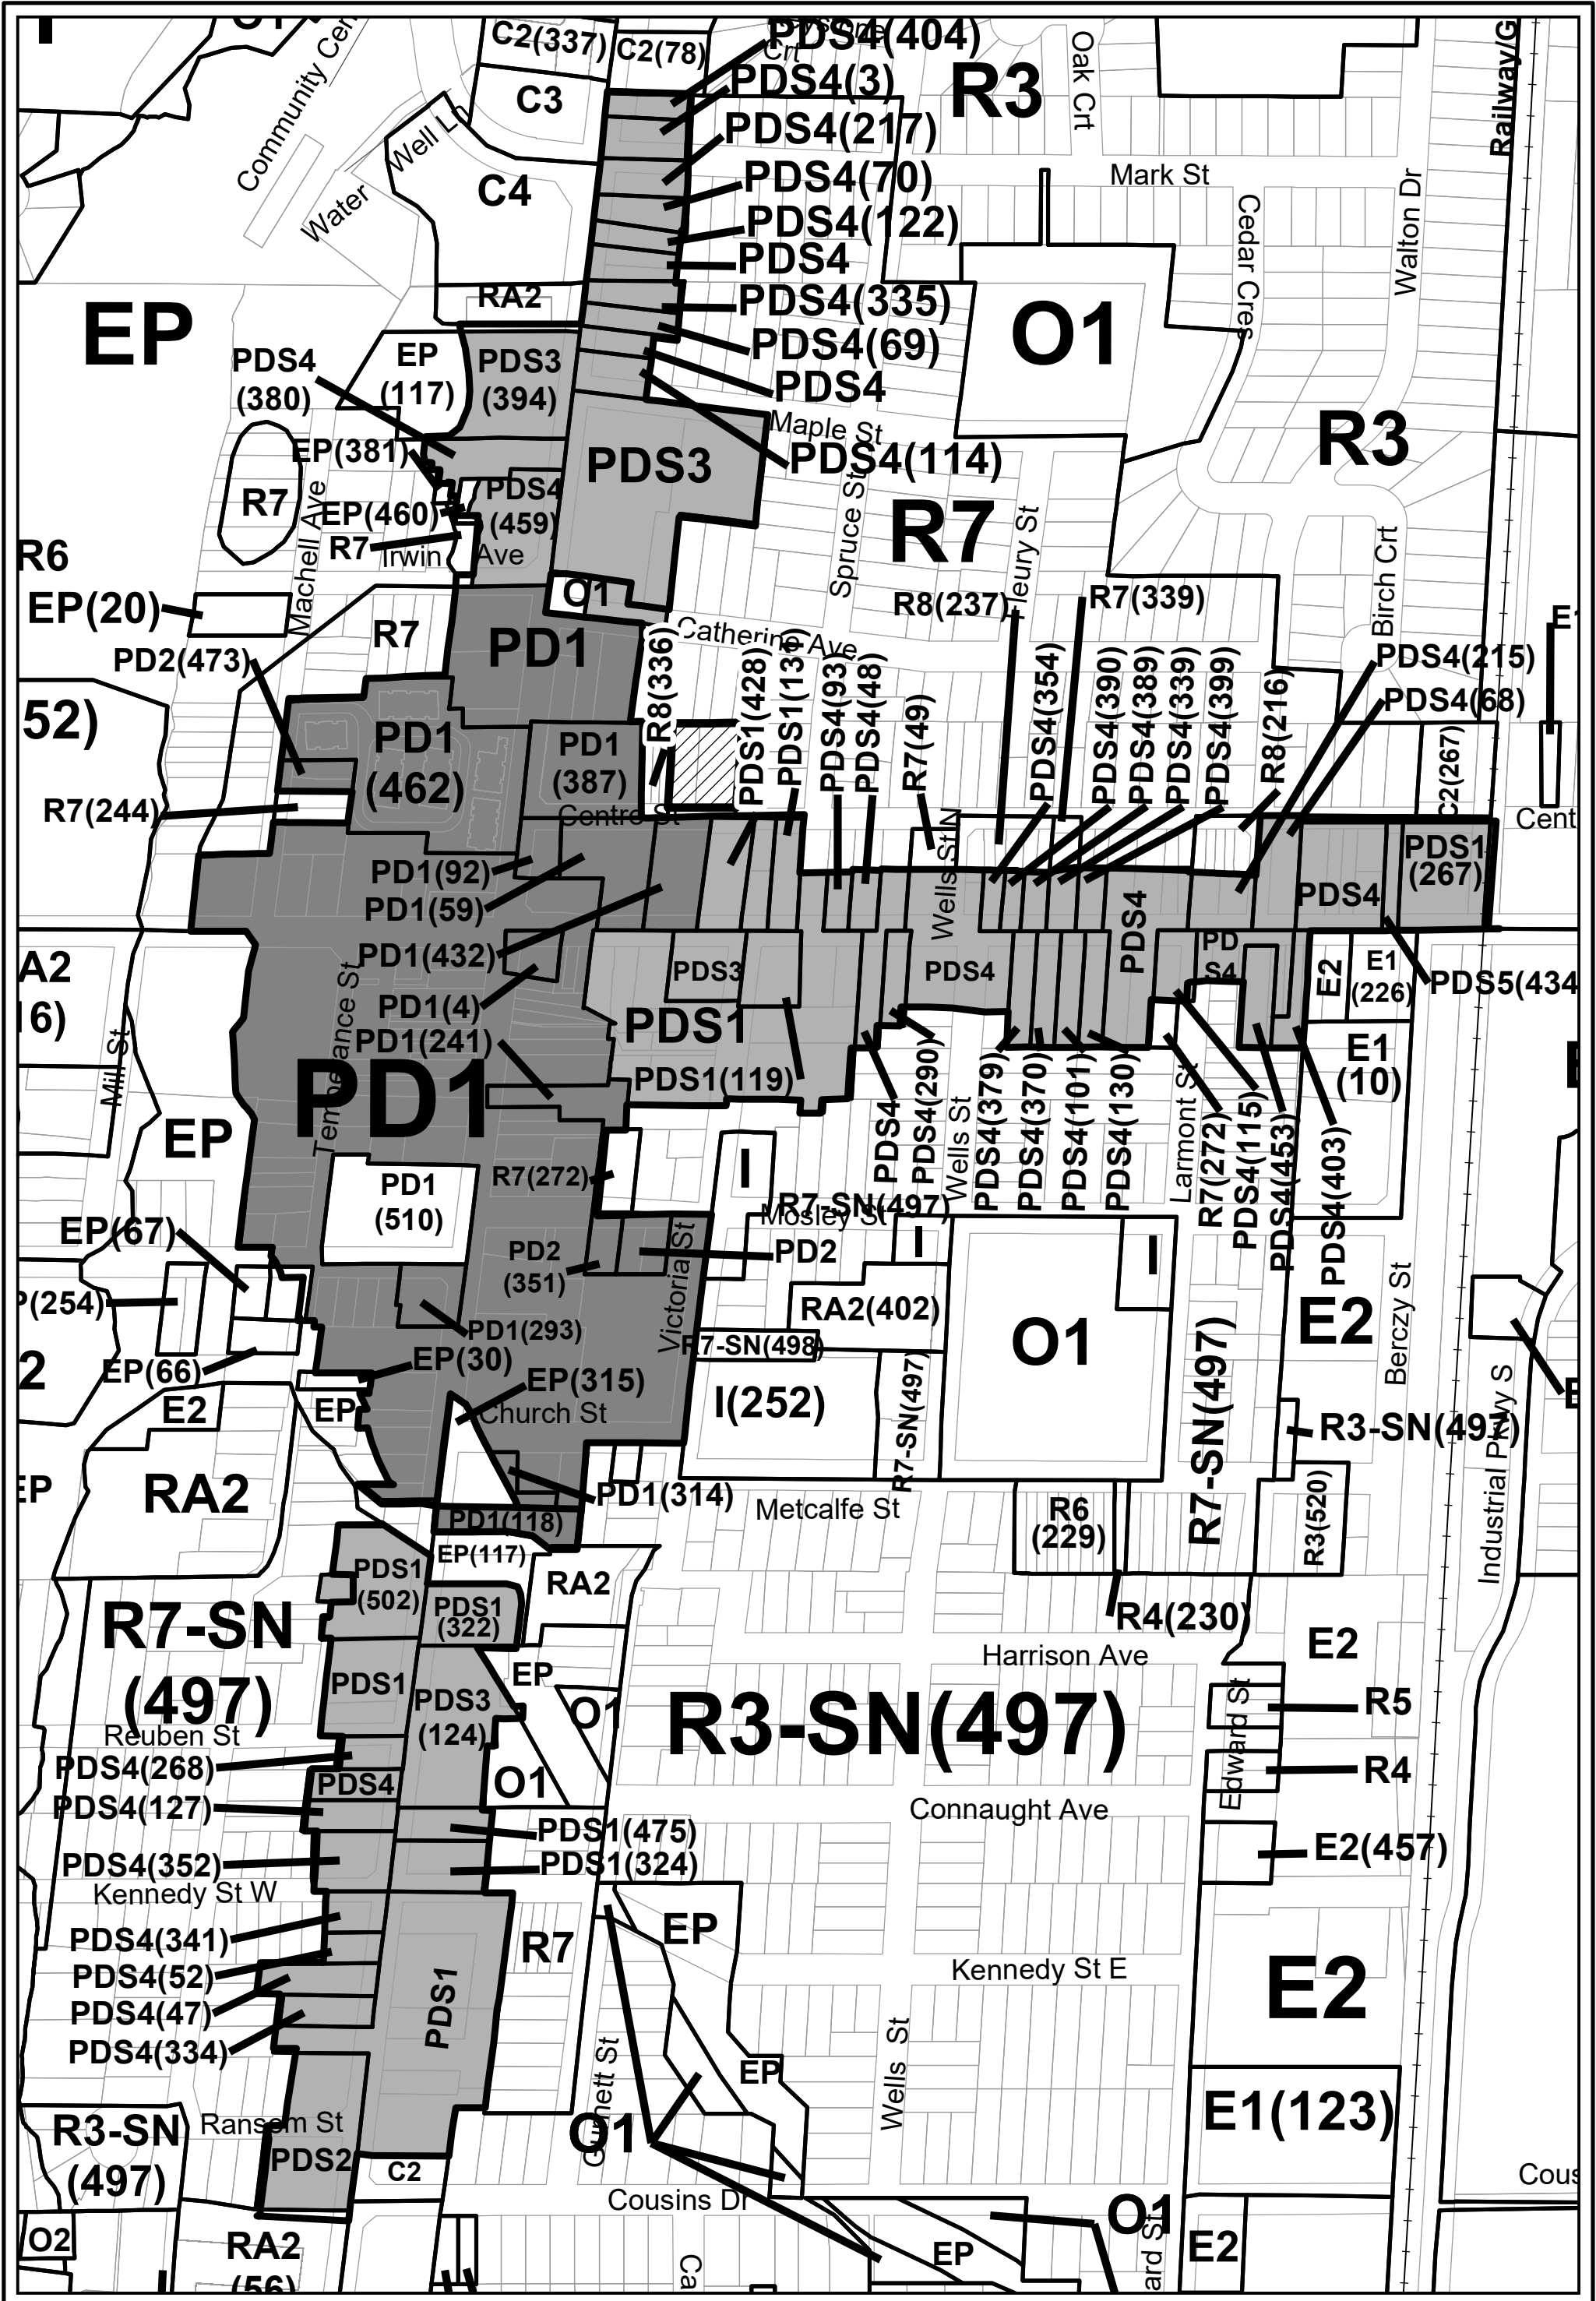 C2(337)
C2(78)
PDS4(404)
Crt
PDS4(3)
R3
Oak Crt
Railway/G
Community Cen
C3
PDS4(217)
Well Ln
Water
C4
PDS4(70)
Mark St
Walton Dr
Cedar Cres
PDS4(122)
PDS4
RA2
PDS4(335)
O1
EP
PDS4(69)
PDS4
(380)
EP
(117)
PDS3
(394)
PDS4
Maple St
R3
EP(381)
PDS3
PDS4(114)
R7
PDS4
(459)
Spruce St
R7
Fleury St
EP(460)
Machell Ave
R7
Irwin
Ave
R6
Birch Crt
EP(20)
O1
R8(237)
R7(339)
R7
PD1
Catherine Ave
PD2(473)
R8(336)
PDS1(428)
PDS4(93)
PDS4(48)
R7(49)
PDS4(354)
PDS4(390)
PDS4(389)
PDS4(339)
PDS4(399)
R8(216)
PDS4(215)
PDS4(68)
52)
PD1
(462)
PD1
(387)
C2(267)
R7(244)
Centre St
Cent
Wells St N
PDS1
(267)
PD1(92)
PD1(59)
PDS4
PDS4
PD1(432)
PD
S4
A2
16)
PDS3
PDS4
E2
E1
(226)
PDS5(434
Temperance St
PD1(4)
PDS1
PD1(241)
Mill St
PD1
PDS1(119)
E1
(10)
PDS4
PDS4(290)
Wells St
PDS4(379)
PDS4(370)
PDS4(101)
PDS4(130)
Larmont St
R7(272)
PDS4(115)
PDS4(453)
PDS4(403)
EP
R7(272)
I
PD1
(510)
R7-SN(497)
Mosley St
EP(67)
PD2
(351)
PD2
I
I
Victoria St
P(254)
RA2(402)
E2
Berczy St
PD1(293)
R7-SN(498)
O1
R7-SN(497)
EP(66)
EP(30)
2
EP(315)
R7-SN(497)
E2
EP
Church St
I(252)
R3-SN(497)
Industrial Pkwy S
EP
RA2
PD1(314)
Metcalfe St
R6
(229)
R3(520)
PD1(118)
EP(117)
PDS1
(502)
RA2
PDS1
(322)
R4(230)
R7-SN
(497)
E2
Harrison Ave
EP
PDS1
PDS3
(124)
O1
R3-SN(497)
R5
Edward St
Reuben St
PDS4(268)
R4
PDS4
O1
PDS4(127)
Connaught Ave
PDS1(475)
E2(457)
PDS4(352)
PDS1(324)
Kennedy St W
EP
PDS4(341)
R7
PDS4(52)
Kennedy St E
E2
PDS4(47)
PDS1
PDS4(334)
Gurnett St
Wells St
EP
E1(123)
R3-SN
(497)
Ransom St
O1
PDS2
C2
Cous
Cousins Dr
O1
O2
RA2
(56)
EP
E2
Ca
ard St